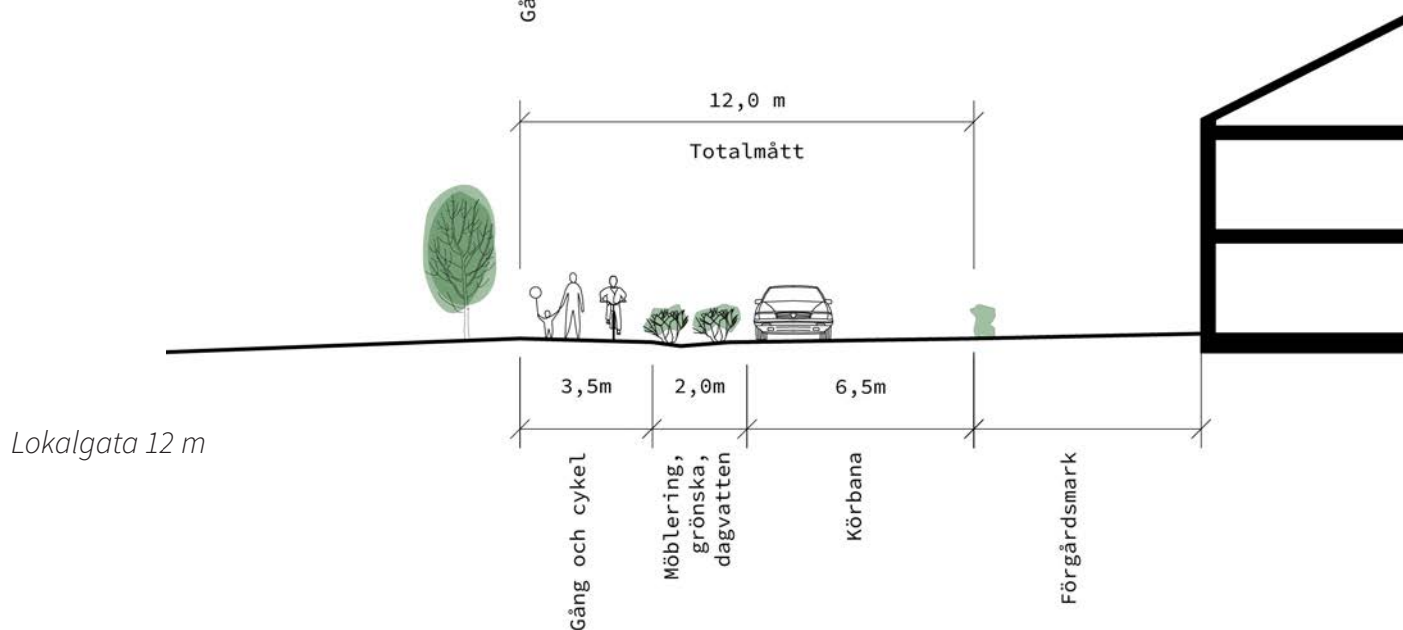 Gå
12,0 m
Totalmått
3,5m
2,0m
6,5m
Lokalgata 12 m
Gång och cykel
Möblering,
grönska,
dagvatten
Körbana
Förgårdsmark